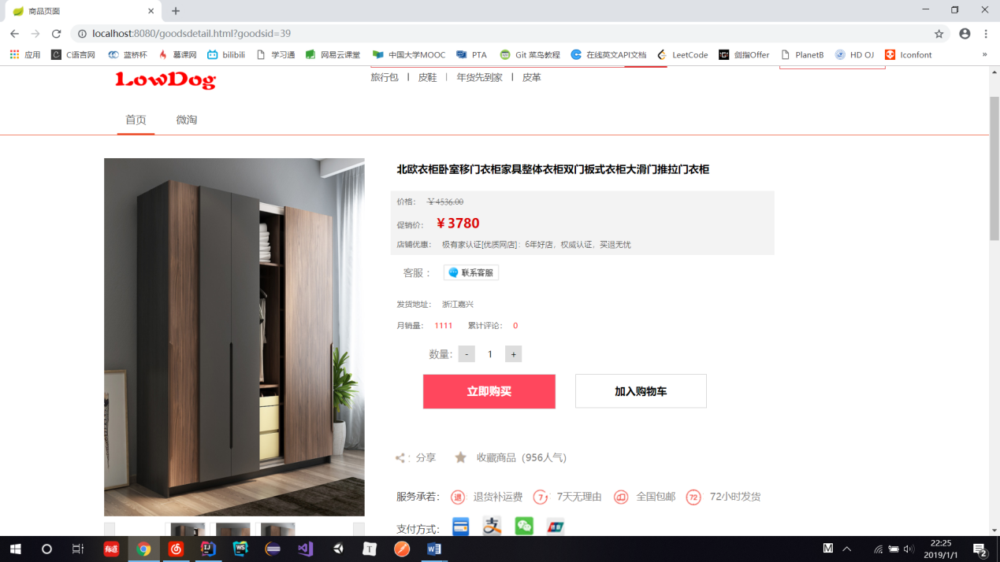 商品页面
localhost:8080/goodsdetail.html?goodsid=39
应用 C语言网 蓝桥杯 慕课网 bilibili 学习通 网易云课堂 中国大学MOOC PTA Git 菜鸟教程 在线英文API文档 LeetCode 剑指Offer PlanetB HD OJ Iconfont »
LowDog
旅行包 | 皮鞋 | 年货先到家 | 皮革
首页 微淘
北欧衣柜卧室移门衣柜家具整体衣柜双门板式衣柜大滑门推拉门衣柜
价格： ￥4536.00
促销价： ￥3780
店铺优惠： 极有家认证[优质网店]：6年好店，权威认证，买退无忧
客服： 联系客服
发货地址： 浙江嘉兴
月销量： 1111 累计评论： 0
数量： - 1 +
立即购买 加入购物车
: 分享 收藏商品 (956人气)
服务承若： 退 退货补运费 7 7天无理由 全国包邮 72 72小时发货
支付方式： 支
有道 IJ WS T W M 22:25
2019/1/1 2